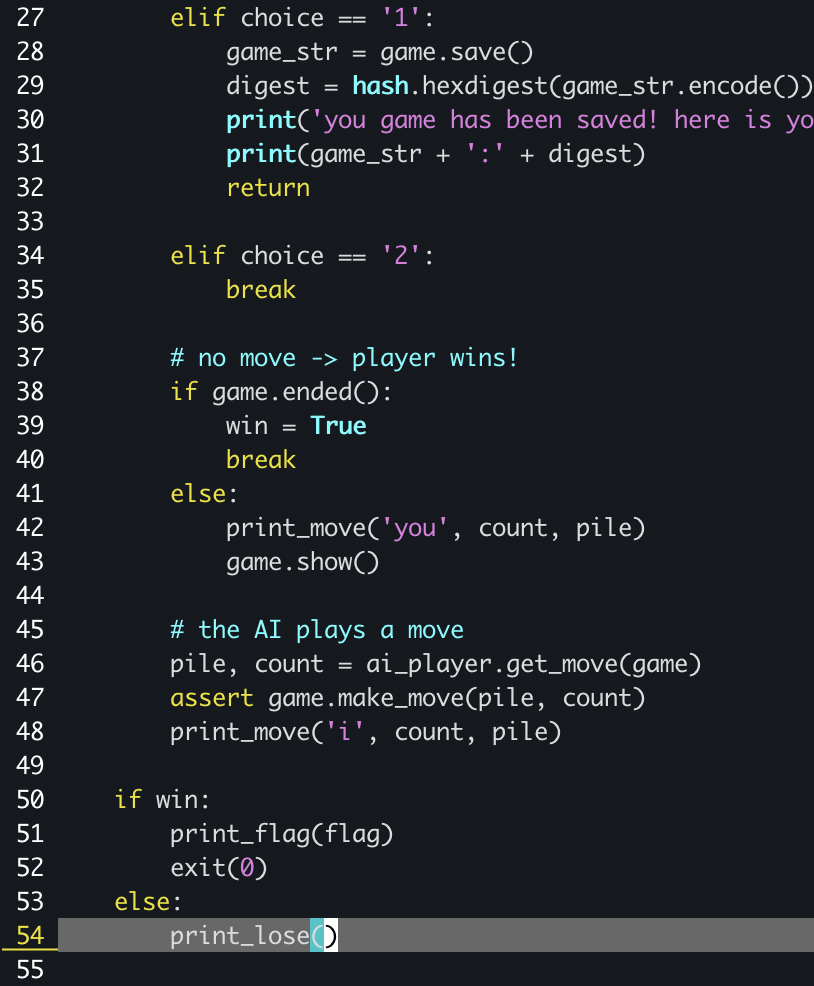 27 elif choice == '1':
28 game_str = game.save()
29 digest = hash.hexdigest(game_str.encode())
30 print('you game has been saved! here is yo
31 print(game_str + ':' + digest)
32 return
33
34 elif choice == '2':
35 break
36
37 # no move -> player wins!
38 if game.ended():
39 win = True
40 break
41 else:
42 print_move('you', count, pile)
43 game.show()
44
45 # the AI plays a move
46 pile, count = ai_player.get_move(game)
47 assert game.make_move(pile, count)
48 print_move('i', count, pile)
49
50 if win:
51 print_flag(flag)
52 exit(0)
53 else:
54 print_lose()
55